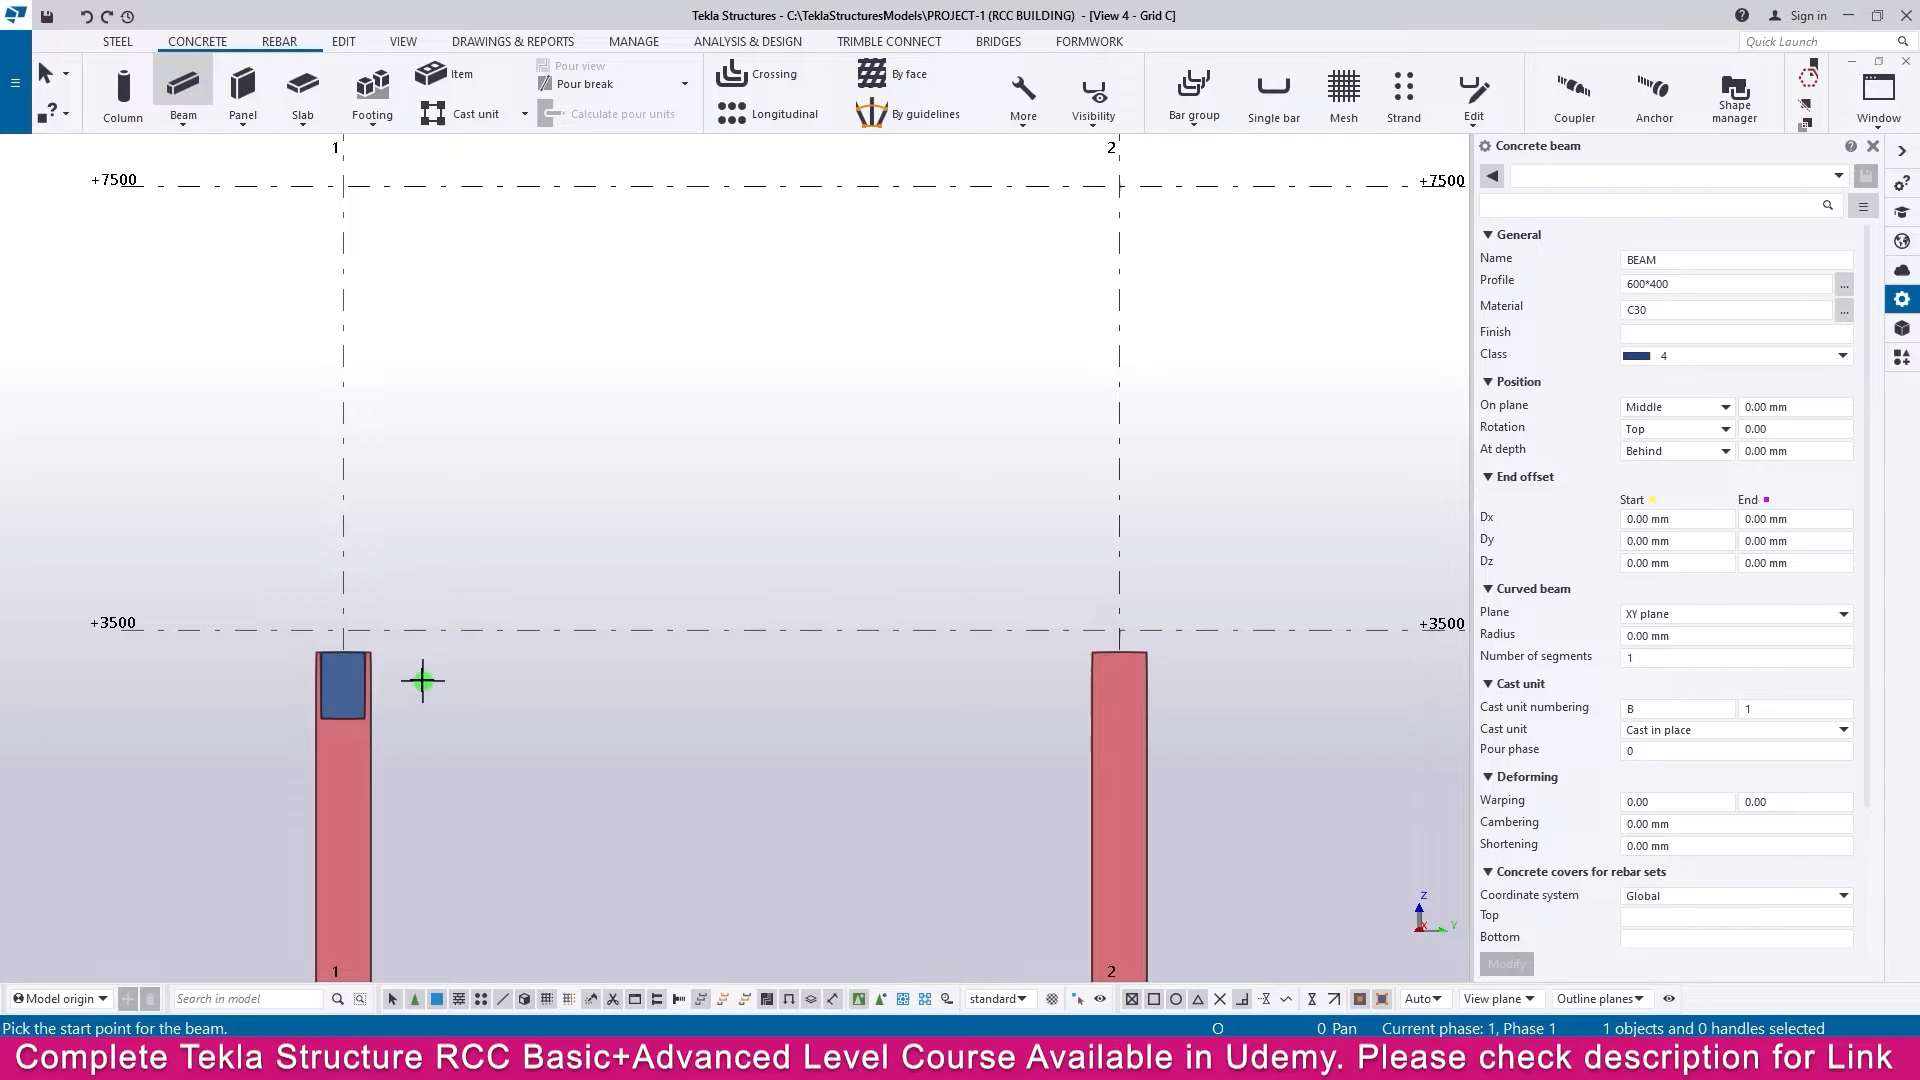 Tekla Structures - C:\TeklaStructuresModels\PROJECT-1 (RCC BUILDING) - [View 4 - Grid C]
Sign in
STEEL CONCRETE REBAR EDIT VIEW DRAWINGS & REPORTS MANAGE ANALYSIS & DESIGN TRIMBLE CONNECT BRIDGES FORMWORK
Quick Launch
Column Beam Panel Slab Footing
Item
Cast unit
Pour view
Pour break
Calculate pour units
Crossing
Longitudinal
By face
By guidelines
More Visibility Bar group Single bar Mesh Strand Edit Coupler Anchor Shape manager Window
1 2
+7500 +7500
+3500 +3500
Z
X Y
1 2
Concrete beam
General
Name BEAM
Profile 600*400 ...
Material C30 ...
Finish
Class 4
Position
On plane Middle 0.00 mm
Rotation Top 0.00
At depth Behind 0.00 mm
End offset
Start End
Dx 0.00 mm 0.00 mm
Dy 0.00 mm 0.00 mm
Dz 0.00 mm 0.00 mm
Curved beam
Plane XY plane
Radius 0.00 mm
Number of segments 1
Cast unit
Cast unit numbering B 1
Cast unit Cast in place
Pour phase 0
Deforming
Warping 0.00 0.00
Cambering 0.00 mm
Shortening 0.00 mm
Concrete covers for rebar sets
Coordinate system Global
Top
Bottom
Modify
Model origin Search in model standard Auto View plane Outline planes
Pick the start point for the beam. O 0 Pan Current phase: 1, Phase 1 1 objects and 0 handles selected
Complete Tekla Structure RCC Basic+Advanced Level Course Available in Udemy. Please check description for Link